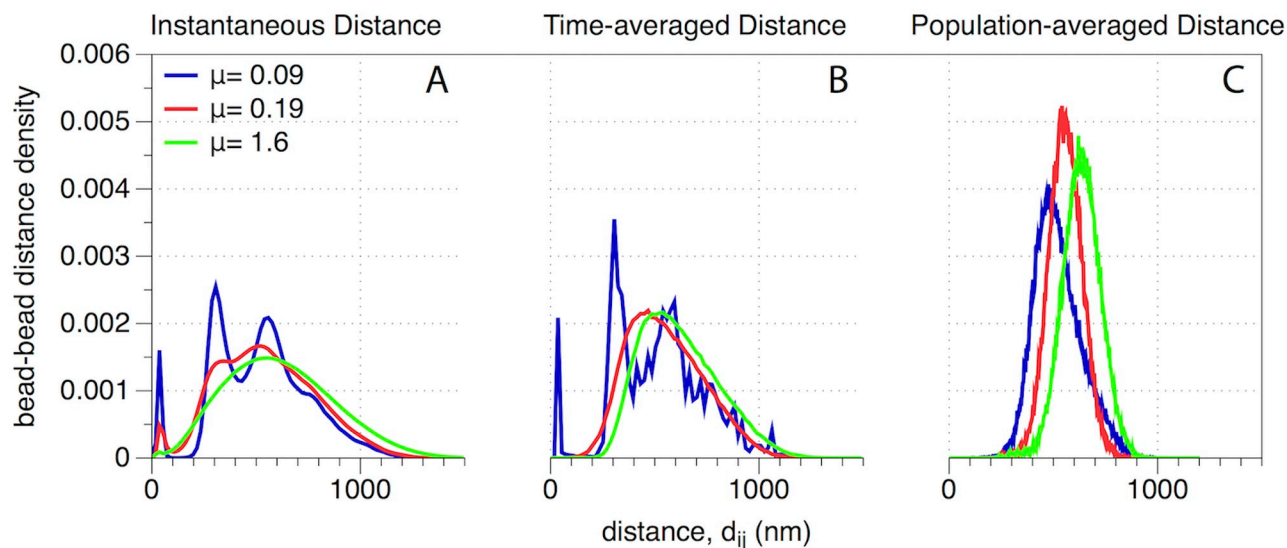 Instantaneous Distance
Time-averaged Distance
Population-averaged Distance
A
B
C
μ= 0.09
μ= 0.19
μ= 1.6
bead-bead distance density
0.006
0.005
0.004
0.003
0.002
0.001
0
0 1000
0 1000
0 1000
distance, dij (nm)